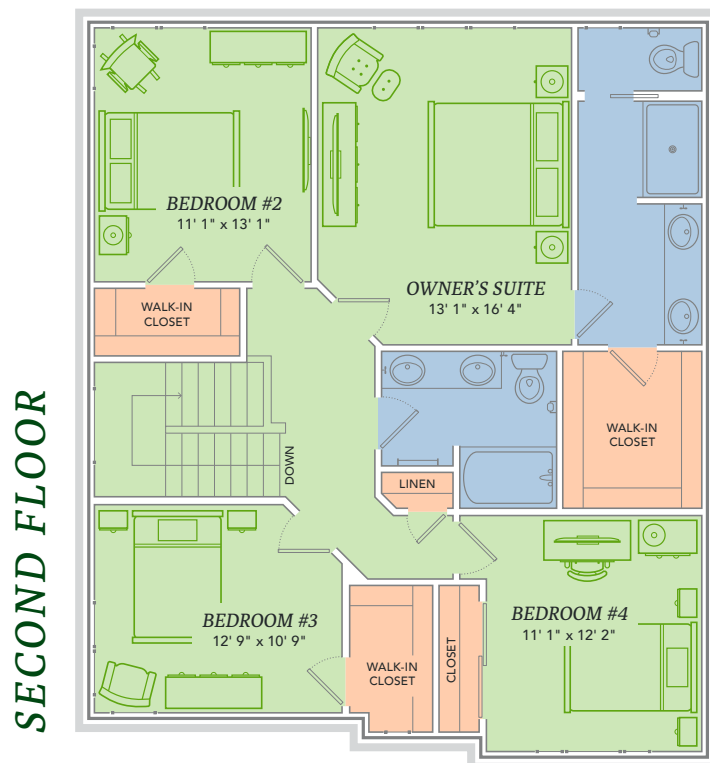 SECOND FLOOR
BEDROOM #2
11' 1" x 13' 1"
OWNER'S SUITE
13' 1" x 16' 4"
WALK-IN
CLOSET
WALK-IN
CLOSET
DOWN
LINEN
BEDROOM #3
12' 9" x 10' 9"
BEDROOM #4
11' 1" x 12' 2"
WALK-IN
CLOSET
CLOSET